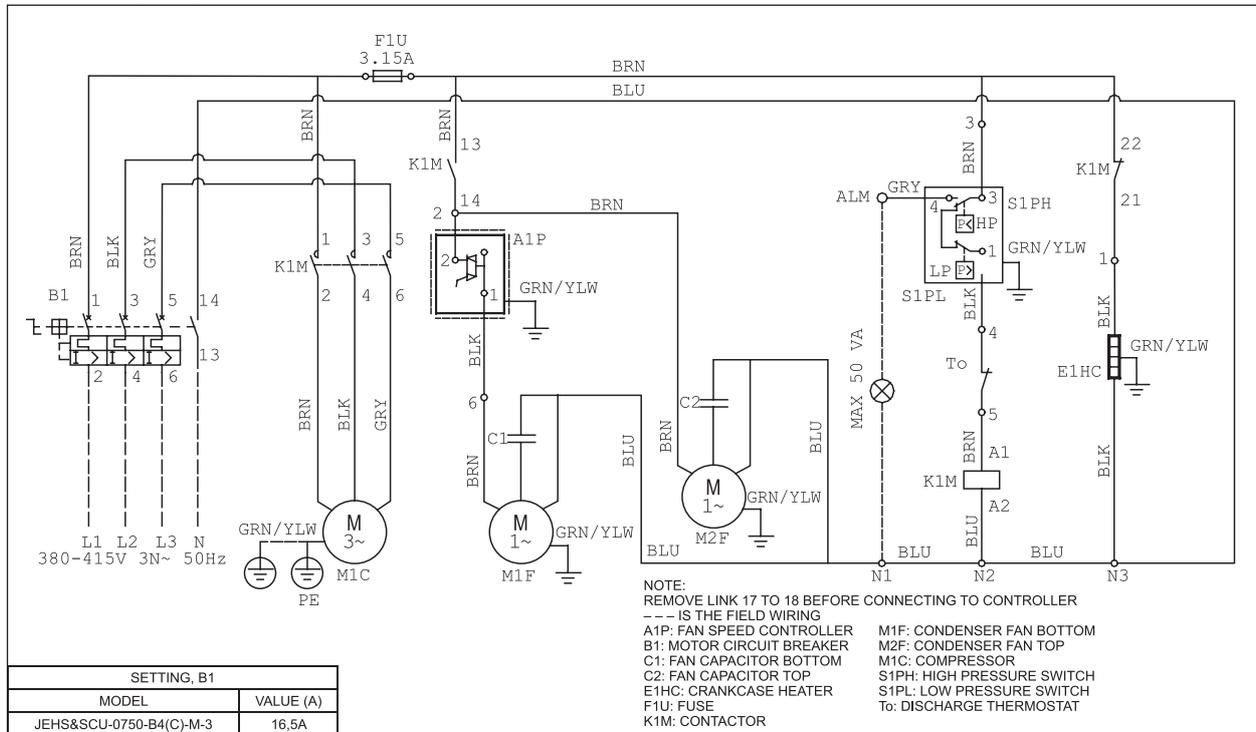 F1U
3.15A
BRN
BLU
BRN
BRN
BRN
BLK
GRY
13
K1M
14
2
BRN
A1P
2
1
GRN/YLW
BLK
6
BRN
C1
M
1~
GRN/YLW
M1F
BLU
B1
1
3
5
14
13
2
4
6
L1
L2
L3
N
380-415V
3N~
50Hz
1
3
5
K1M
2
4
6
BRN
BLK
GRY
GRN/YLW
M
3~
M1C
PE
C2
BRN
M
1~
GRN/YLW
M2F
BLU
BLU
3
BRN
ALM
GRY
4
3
S1PH
P<
HP
1
GRN/YLW
LP
P>
S1PL
BLK
4
To
5
BRN
A1
K1M
A2
BLU
MAX 50 VA
22
K1M
21
1
BLK
GRN/YLW
E1HC
BLK
BLU
BLU
N1
N2
N3
NOTE:
REMOVE LINK 17 TO 18 BEFORE CONNECTING TO CONTROLLER
--- IS THE FIELD WIRING
A1P: FAN SPEED CONTROLLER
B1: MOTOR CIRCUIT BREAKER
C1: FAN CAPACITOR BOTTOM
C2: FAN CAPACITOR TOP
E1HC: CRANKCASE HEATER
F1U: FUSE
K1M: CONTACTOR
M1F: CONDENSER FAN BOTTOM
M2F: CONDENSER FAN TOP
M1C: COMPRESSOR
S1PH: HIGH PRESSURE SWITCH
S1PL: LOW PRESSURE SWITCH
To: DISCHARGE THERMOSTAT
SETTING, B1
MODEL
VALUE (A)
JEHS&SCU-0750-B4(C)-M-3
16,5A